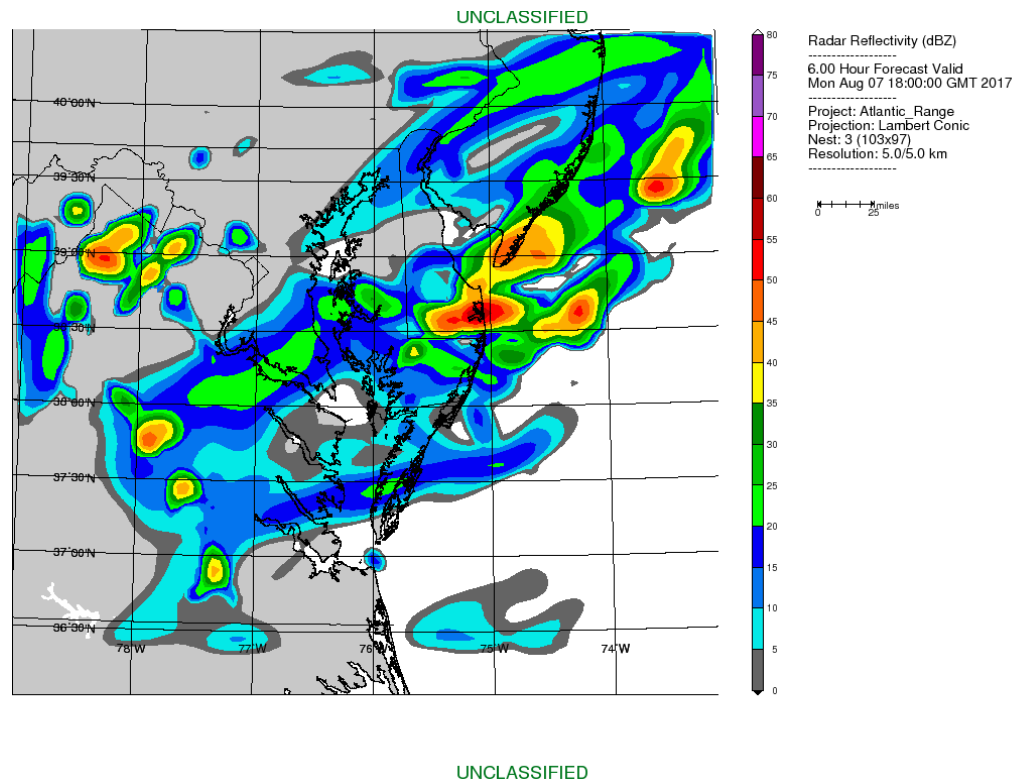 UNCLASSIFIED
Radar Reflectivity (dBZ)
--------------------
6.00 Hour Forecast Valid
Mon Aug 07 18:00:00 GMT 2017
--------------------
Project: Atlantic_Range
Projection: Lambert Conic
Nest: 3 (103x97)
Resolution: 5.0/5.0 km
--------------------
0 25 miles
80
75
70
65
60
55
50
45
40
35
30
25
20
15
10
5
0
40°00'N
39°30'N
39°00'N
38°30'N
38°00'N
37°30'N
37°00'N
36°30'N
78°W 77°W 76°W 75°W 74°W
UNCLASSIFIED